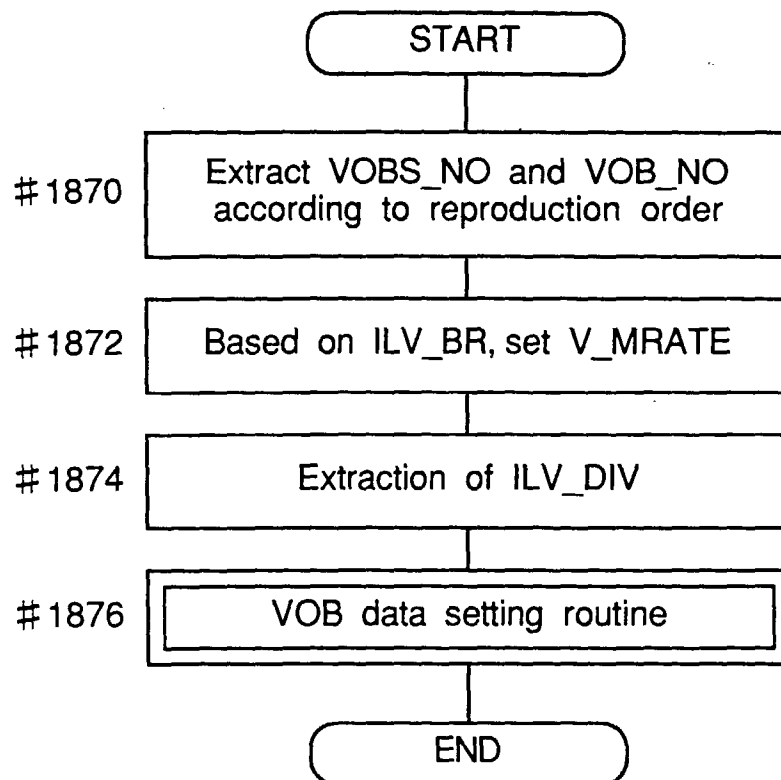 START
#1870
Extract VOBS_NO and VOB_NO
according to reproduction order
#1872
Based on ILV_BR, set V_MRATE
#1874
Extraction of ILV_DIV
#1876
VOB data setting routine
END